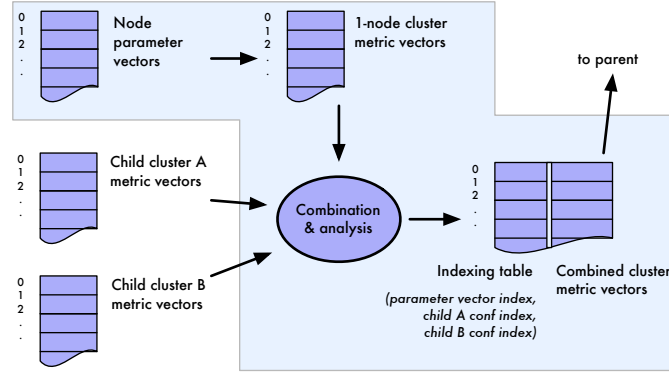 0
1
2
.
.
Node
parameter
vectors
0
1
2
.
.
1-node cluster
metric vectors
to parent
0
1
2
.
.
Child cluster A
metric vectors
Combination
& analysis
0
1
2
.
.
0
1
2
.
.
Child cluster B
metric vectors
Indexing table
Combined cluster
metric vectors
(parameter vector index,
child A conf index,
child B conf index)